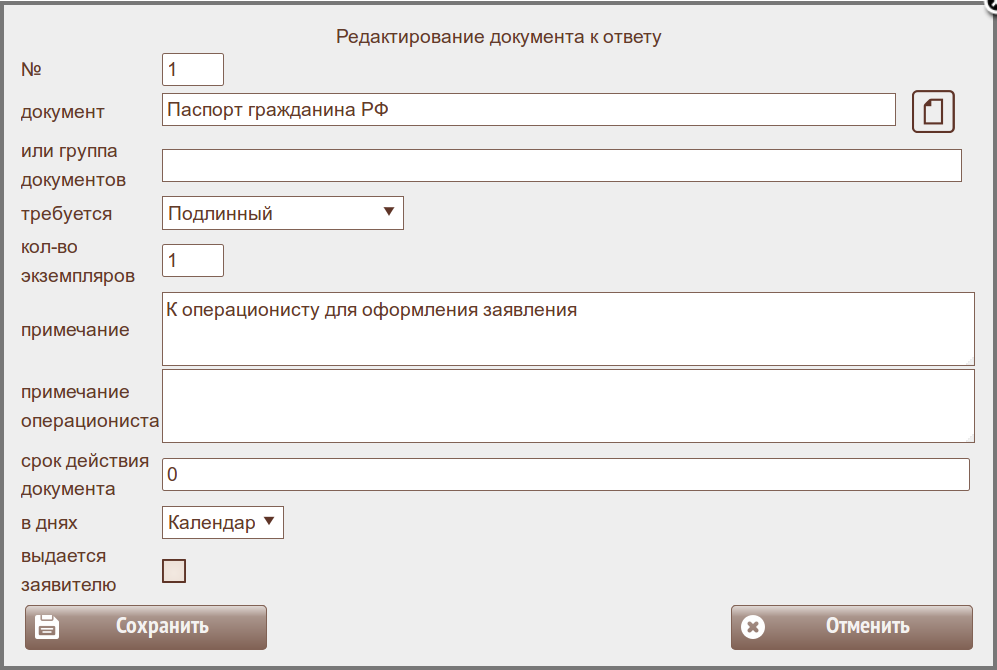 Редактирование документа к ответу
№ 1
документ Паспорт гражданина РФ
или группа
документов
требуется Подлинный
кол-во
экземпляров 1
примечание К операционисту для оформления заявления
примечание
операциониста
срок действия
документа 0
в днях Календар
выдается
заявителю
Сохранить Отменить